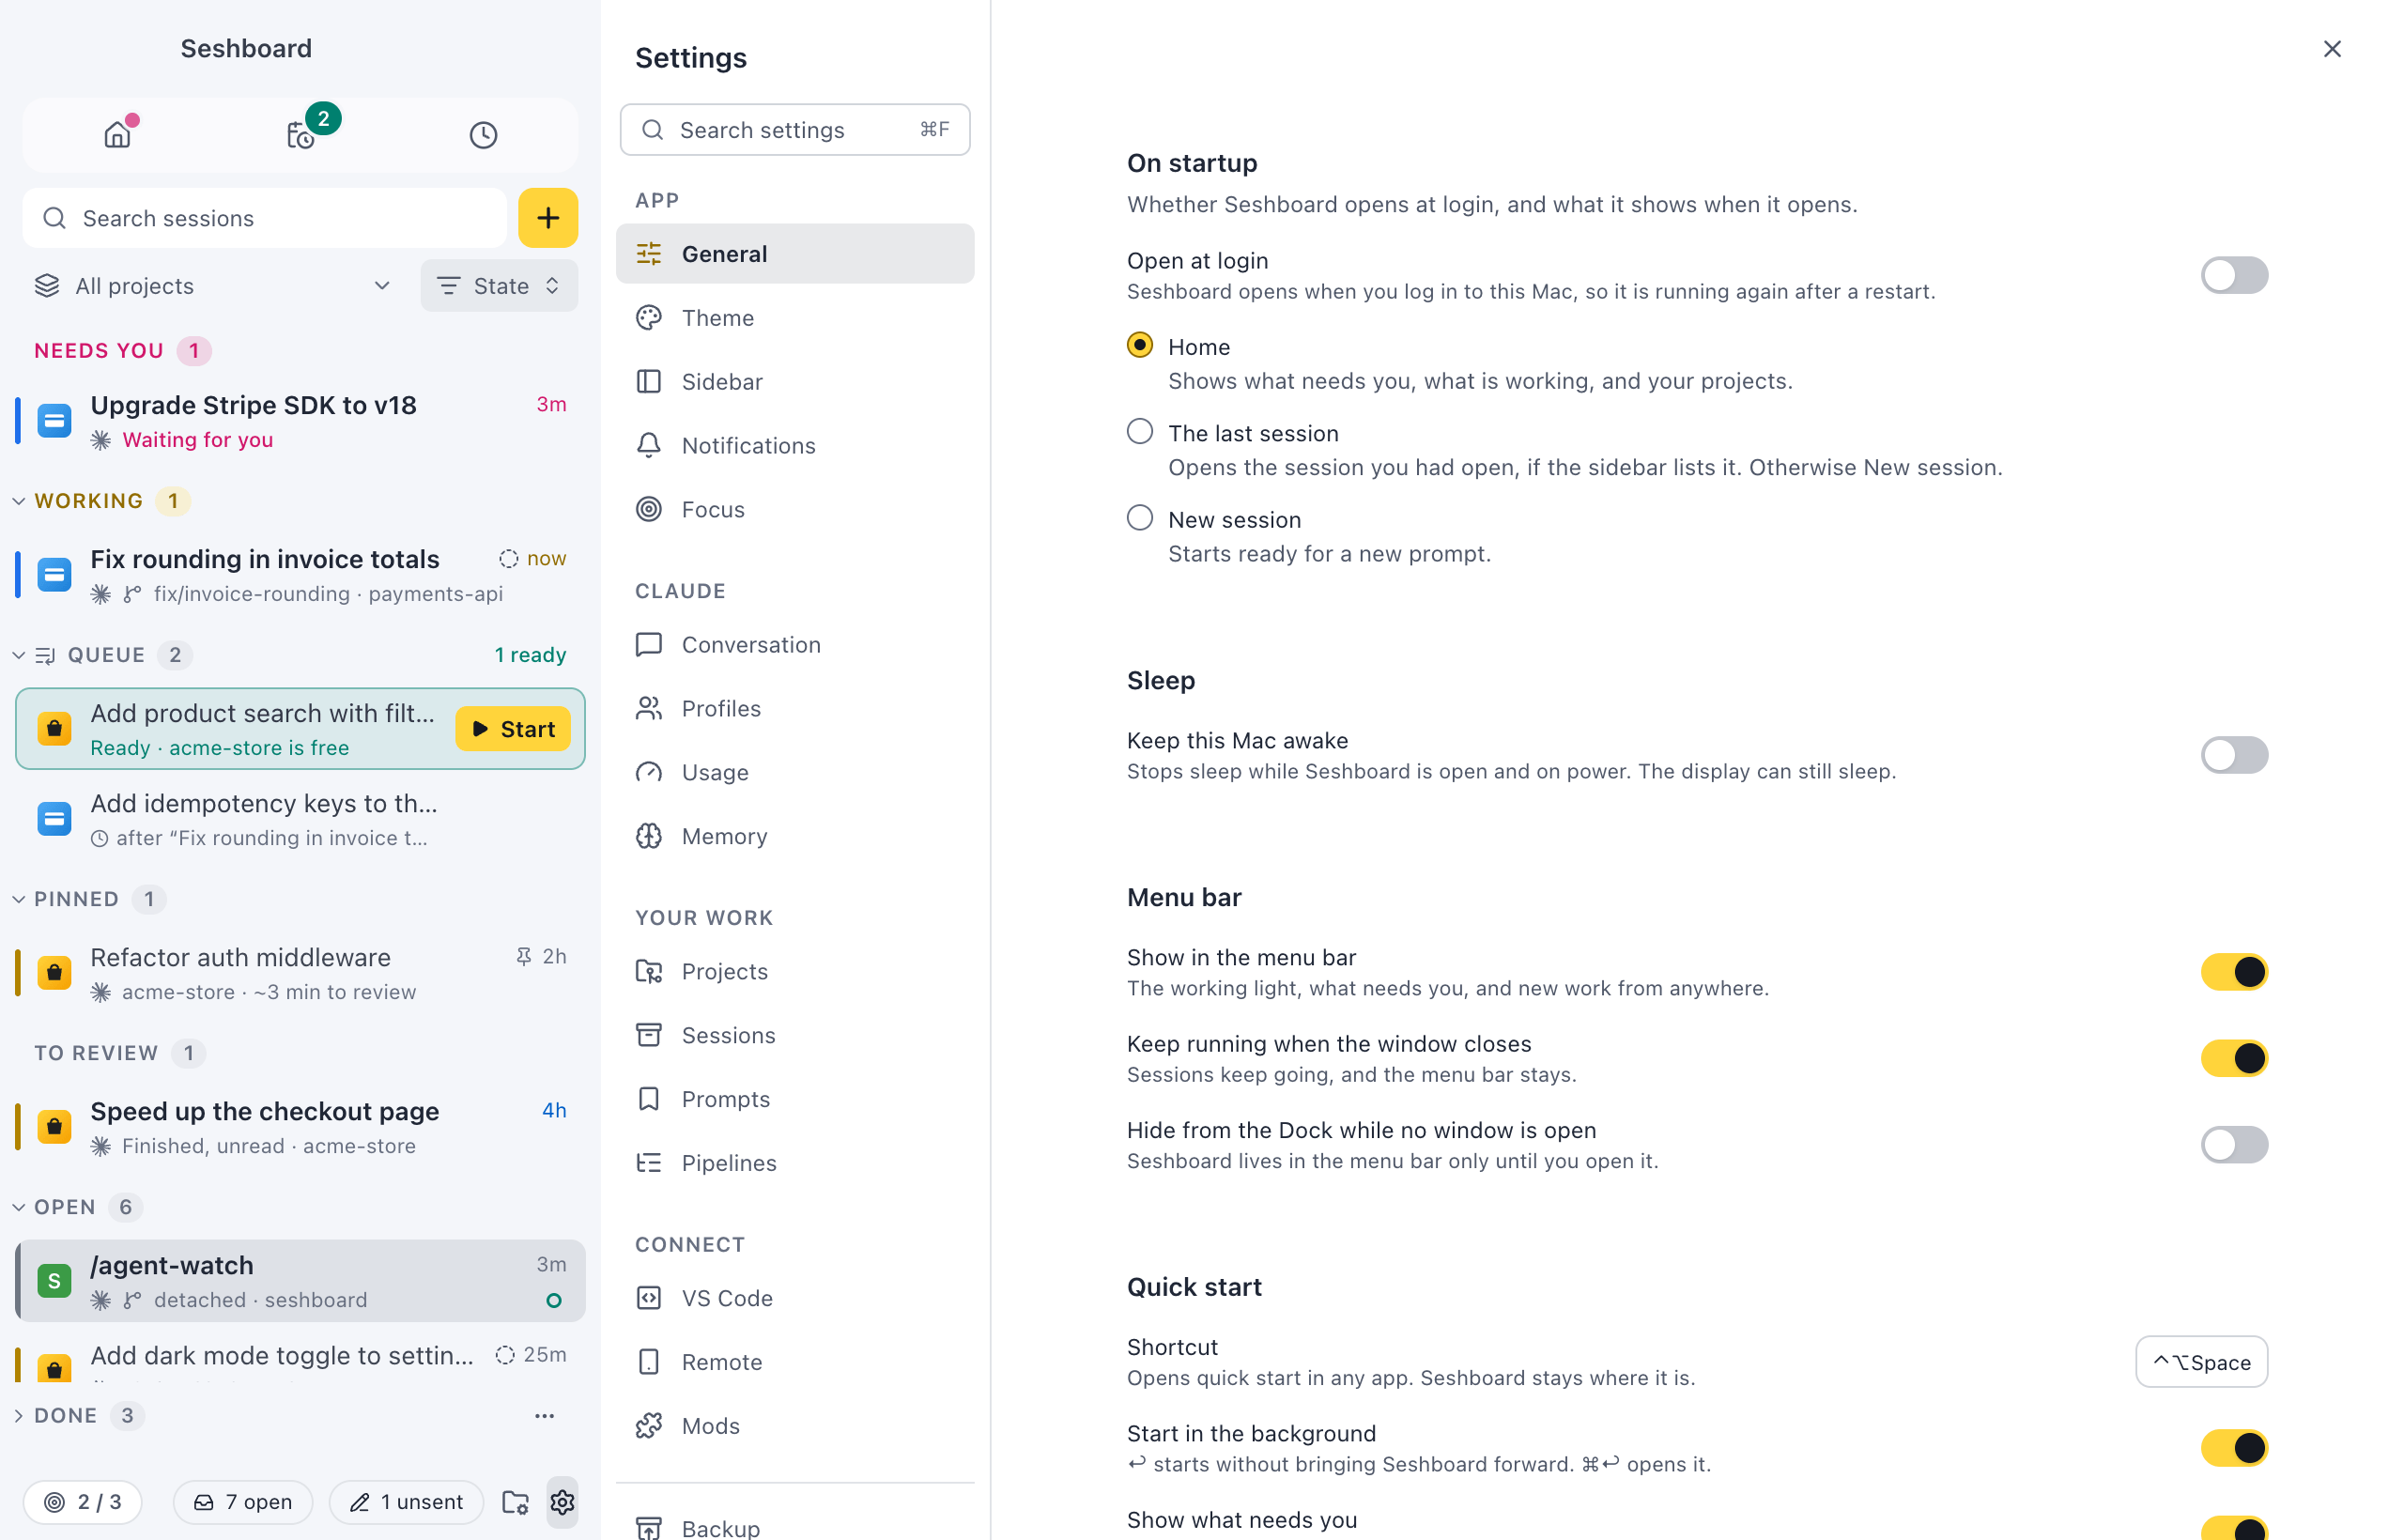 Seshboard
2
Search sessions
All projects
State
NEEDS YOU 1
Upgrade Stripe SDK to v18 3m
Waiting for you
WORKING 1
Fix rounding in invoice totals now
fix/invoice-rounding · payments-api
QUEUE 2 1 ready
Add product search with filt...
Ready · acme-store is free
Start
Add idempotency keys to th...
after “Fix rounding in invoice t...
PINNED 1
Refactor auth middleware 2h
acme-store · ~3 min to review
TO REVIEW 1
Speed up the checkout page 4h
Finished, unread · acme-store
OPEN 6
S
/agent-watch 3m
detached · seshboard
Add dark mode toggle to settin... 25m
DONE 3
2 / 3
7 open
1 unsent
Settings
Search settings ⌘F
APP
General
Theme
Sidebar
Notifications
Focus
CLAUDE
Conversation
Profiles
Usage
Memory
YOUR WORK
Projects
Sessions
Prompts
Pipelines
CONNECT
VS Code
Remote
Mods
Backup
On startup
Whether Seshboard opens at login, and what it shows when it opens.
Open at login
Seshboard opens when you log in to this Mac, so it is running again after a restart.
Home
Shows what needs you, what is working, and your projects.
The last session
Opens the session you had open, if the sidebar lists it. Otherwise New session.
New session
Starts ready for a new prompt.
Sleep
Keep this Mac awake
Stops sleep while Seshboard is open and on power. The display can still sleep.
Menu bar
Show in the menu bar
The working light, what needs you, and new work from anywhere.
Keep running when the window closes
Sessions keep going, and the menu bar stays.
Hide from the Dock while no window is open
Seshboard lives in the menu bar only until you open it.
Quick start
Shortcut
Opens quick start in any app. Seshboard stays where it is.
⌃⌥Space
Start in the background
↩ starts without bringing Seshboard forward. ⌘↩ opens it.
Show what needs you